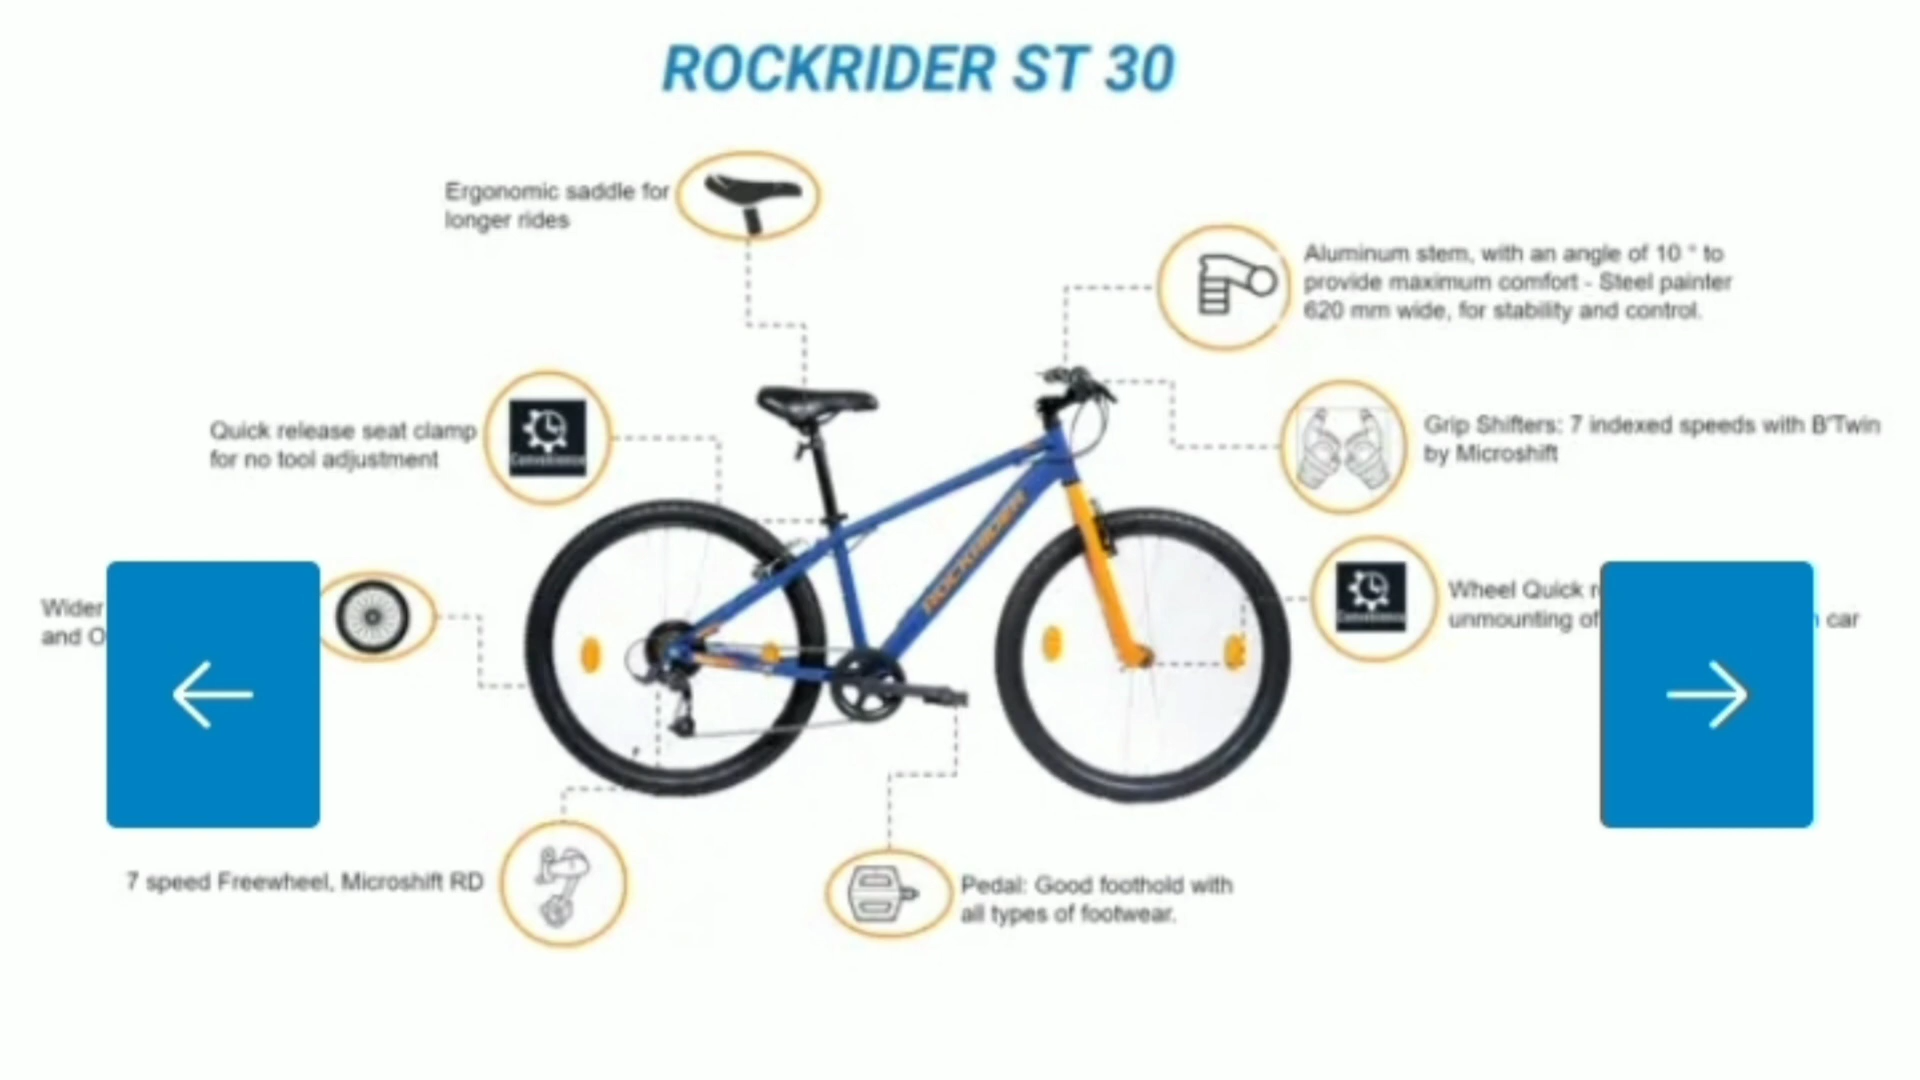 ROCKRIDER ST 30
Ergonomic saddle for
longer rides
Aluminum stem, with an angle of 10 ° to
provide maximum comfort - Steel painter
620 mm wide, for stability and control.
Quick release seat clamp
for no tool adjustment
Convenience
Grip Shifters: 7 indexed speeds with B'Twin
by Microshift
ROCKRIDER
Wider
and O
Convenience
Wheel Quick r
unmounting of
car
7 speed Freewheel, Microshift RD
Pedal: Good foothold with
all types of footwear.